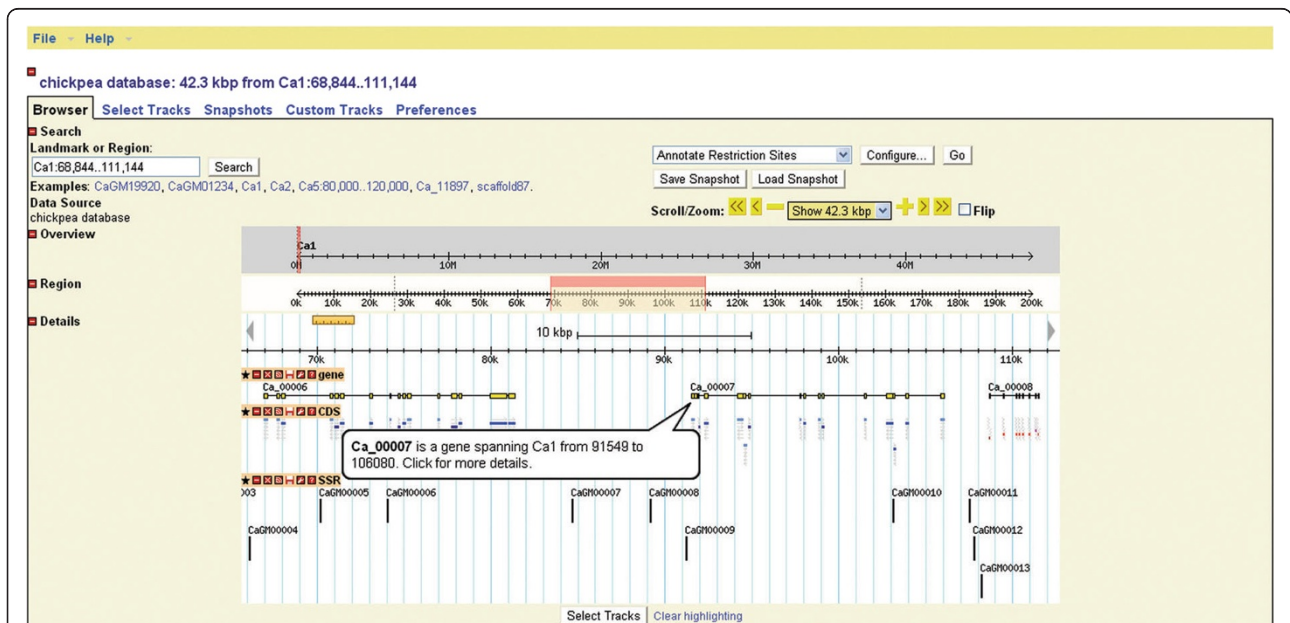 File Help
chickpea database: 42.3 kbp from Ca1:68,844..111,144
Browser Select Tracks Snapshots Custom Tracks Preferences
Search
Landmark or Region:
Ca1:68,844..111,144 Search
Annotate Restriction Sites Configure... Go
Save Snapshot Load Snapshot
Examples: CaGM19920, CaGM01234, Ca1, Ca2, Ca5:80,000..120,000, Ca_11897, scaffold87.
Data Source
chickpea database
Scroll/Zoom: << < Show 42.3 kbp > >> Flip
Overview
Ca1
0M 10M 20M 30M 40M
Region
0k 10k 20k 30k 40k 50k 60k 70k 80k 90k 100k 110k 120k 130k 140k 150k 160k 170k 180k 190k 200k
Details
10 kbp
70k 80k 90k 100k 110k
gene
Ca_00006 Ca_00007 Ca_00008
CDS
Ca_00007 is a gene spanning Ca1 from 91549 to
106080. Click for more details.
SSR
003 CaGM00005 CaGM00006 CaGM00007 CaGM00008 CaGM00010 CaGM00011
CaGM00004 CaGM00009 CaGM00012
CaGM00013
Select Tracks Clear highlighting